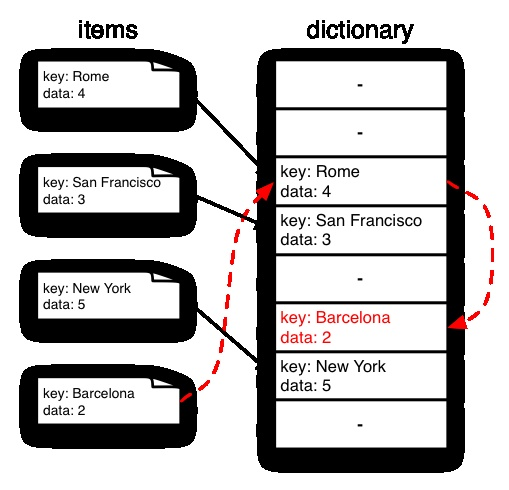 items
key: Rome
data: 4
key: San Francisco
data: 3
key: New York
data: 5
key: Barcelona
data: 2
dictionary
-
-
key: Rome
data: 4
key: San Francisco
data: 3
-
key: Barcelona
data: 2
key: New York
data: 5
-